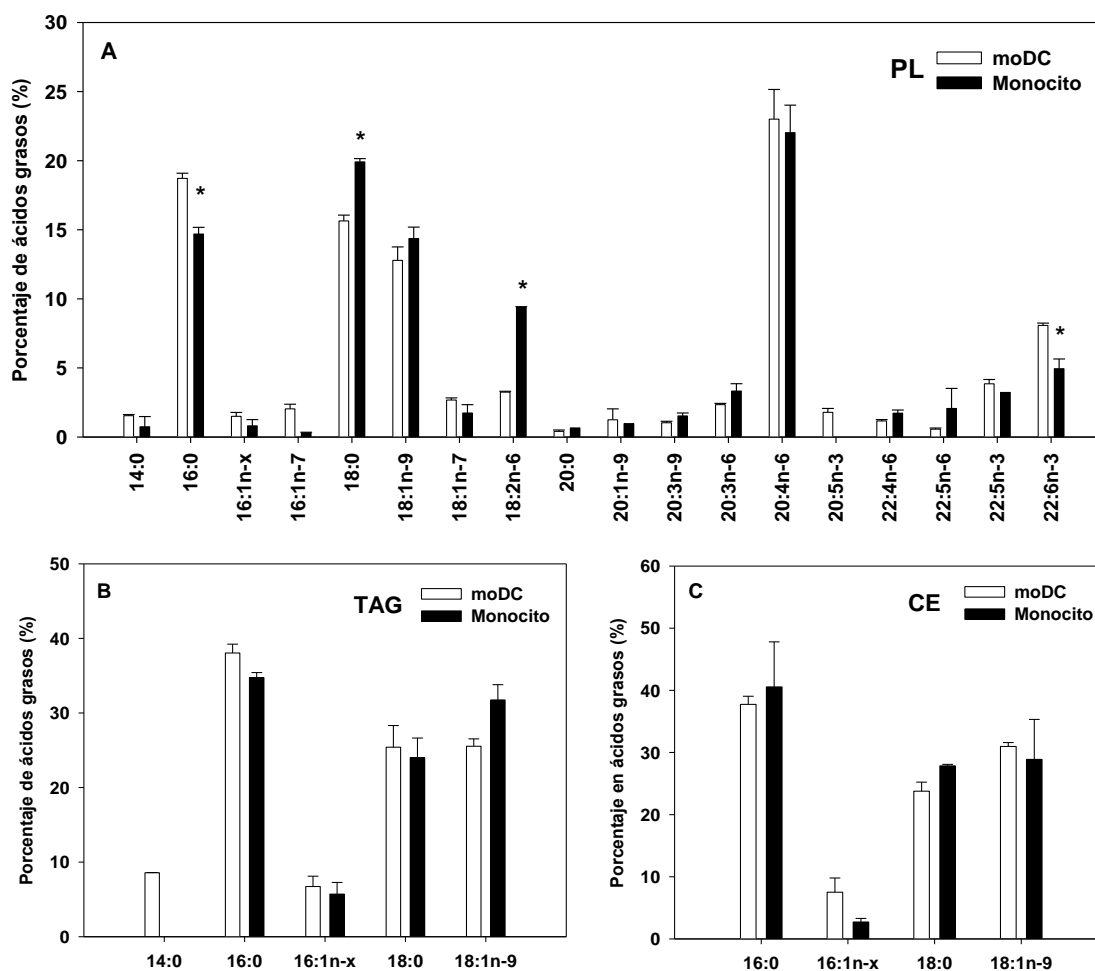 A
PL
moDC
Monocito
Porcentaje de ácidos grasos (%)
30
25
20
15
10
5
0
*
*
*
*
14:0
16:0
16:1n-x
16:1n-7
18:0
18:1n-9
18:1n-7
18:2n-6
20:0
20:1n-9
20:3n-9
20:3n-6
20:4n-6
20:5n-3
22:4n-6
22:5n-6
22:5n-3
22:6n-3
B
TAG
moDC
Monocito
Porcentaje de ácidos grasos (%)
50
40
30
20
10
0
14:0
16:0
16:1n-x
18:0
18:1n-9
C
CE
moDC
Monocito
Porcentaje en ácidos grasos (%)
60
50
40
30
20
10
0
16:0
16:1n-x
18:0
18:1n-9